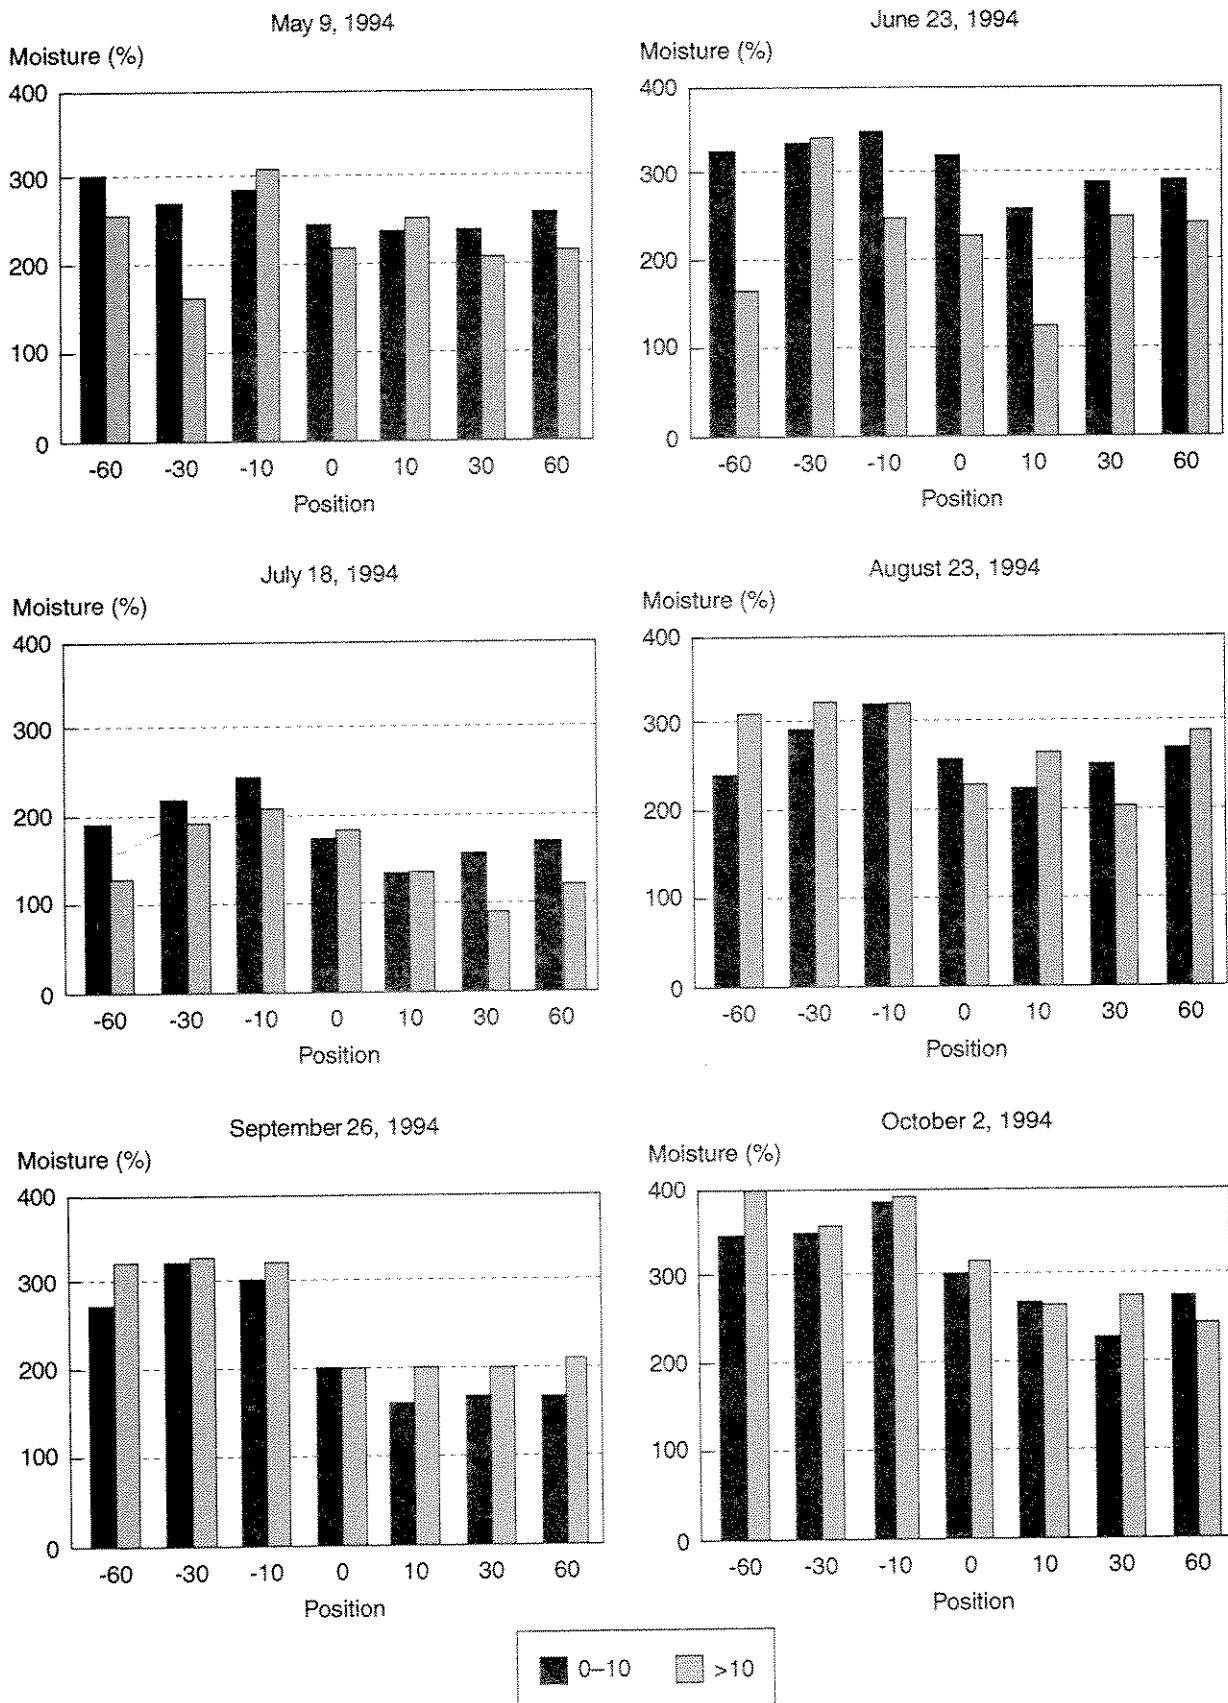 May 9, 1994
Moisture (%)
400
300
200
100
0
-60 -30 -10 0 10 30 60
Position
June 23, 1994
Moisture (%)
400
300
200
100
0
-60 -30 -10 0 10 30 60
Position
July 18, 1994
Moisture (%)
400
300
200
100
0
-60 -30 -10 0 10 30 60
Position
August 23, 1994
Moisture (%)
400
300
200
100
0
-60 -30 -10 0 10 30 60
Position
September 26, 1994
Moisture (%)
400
300
200
100
0
-60 -30 -10 0 10 30 60
Position
October 2, 1994
Moisture (%)
400
300
200
100
0
-60 -30 -10 0 10 30 60
Position
0–10 >10